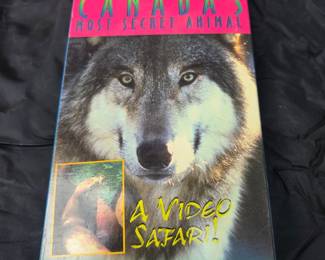 CANADA'S
MOST SECRET ANIMAL
A VIDEO
SAFARI!